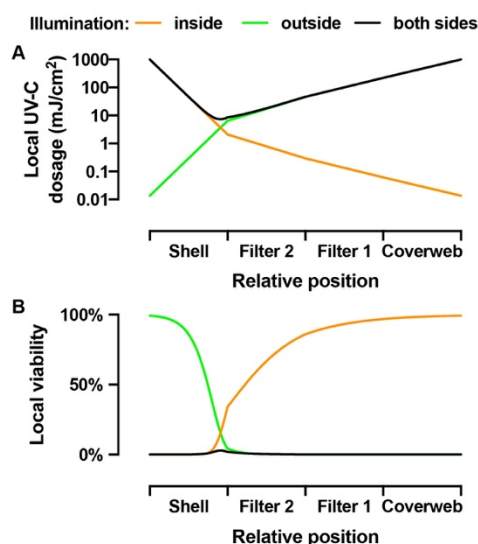 Illumination: inside outside both sides
A
Local UV-C
dosage (mJ/cm²)
1000
100
10
1
0.1
0.01
Shell Filter 2 Filter 1 Coverweb
Relative position
B
Local viability
100%
50%
0%
Shell Filter 2 Filter 1 Coverweb
Relative position